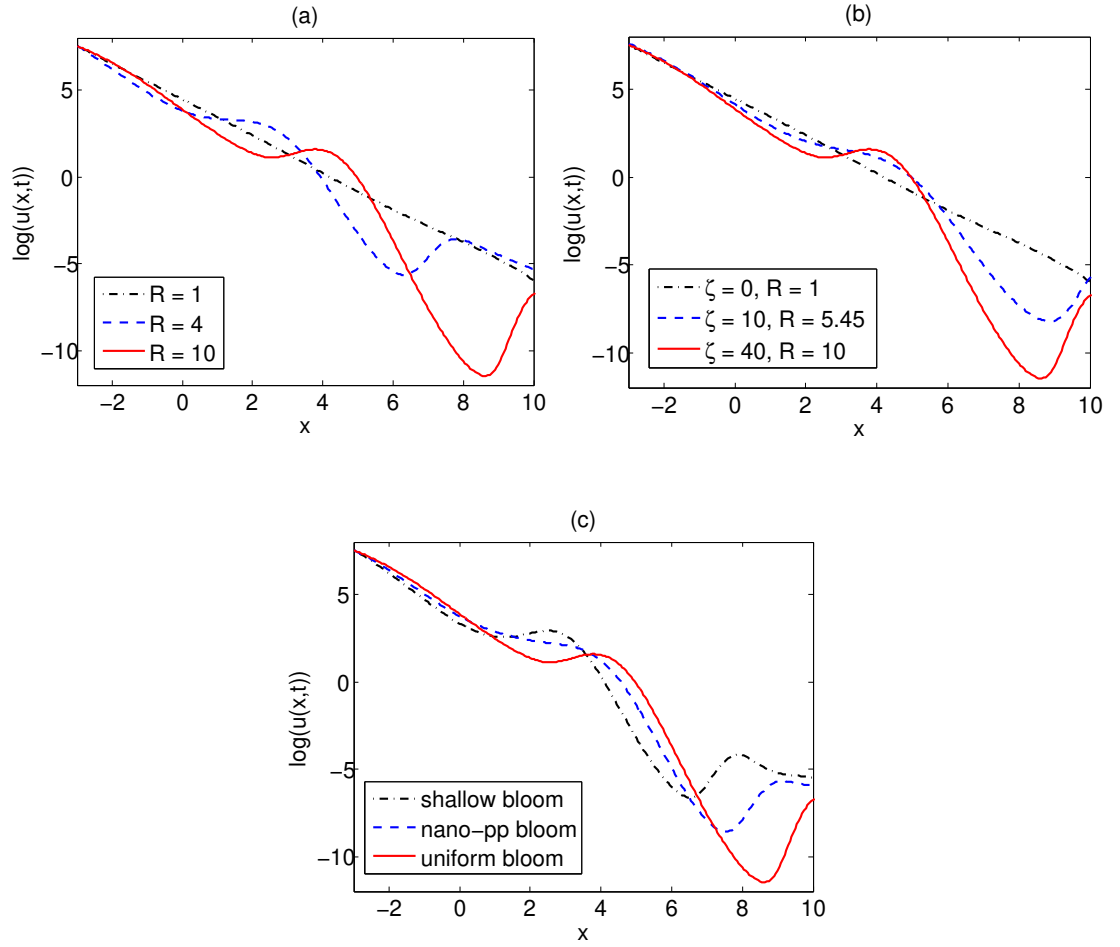 (a)
log(u(x,t))
5
0
−5
−10
R = 1
R = 4
R = 10
−2 0 2 4 6 8 10
x
(b)
log(u(x,t))
5
0
−5
−10
ζ = 0, R = 1
ζ = 10, R = 5.45
ζ = 40, R = 10
−2 0 2 4 6 8 10
x
(c)
log(u(x,t))
5
0
−5
−10
shallow bloom
nano−pp bloom
uniform bloom
−2 0 2 4 6 8 10
x